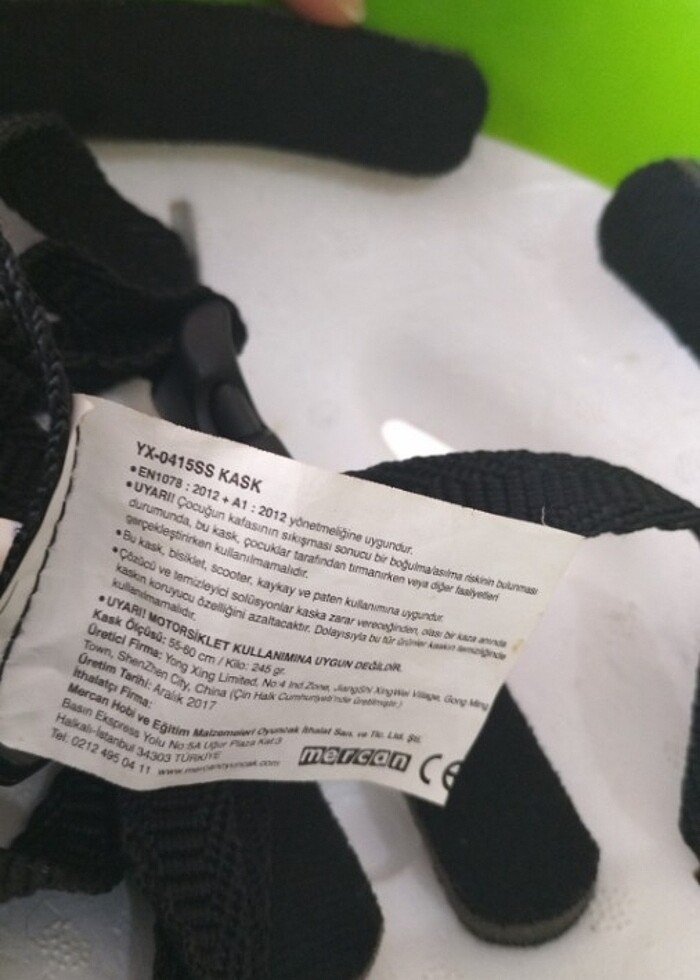 YX-0415SS KASK
•EN1078 : 2012 + A1 : 2012 yönetmeliğine uygundur.
•UYARI! Çocuğun kafasının sıkışması sonucu bir boğulma/asılma riskinin bulunması
durumunda, bu kask, çocuklar tarafından tırmanırken veya diğer faaliyetleri
gerçekleştirirken kullanılmamalıdır.
•Bu kask, bisiklet, scooter, kaykay ve paten kullanımına uygundur.
•Çözücü ve temizleyici solüsyonlar kaska zarar vereceğinden, olası bir kaza anında
kaskın koruyucu özelliğini azaltacaktır. Dolayısıyla bu tür ürünler kaskın temizliğinde
kullanılmamalıdır.
•UYARI! MOTORSİKLET KULLANIMINA UYGUN DEĞİLDİR.
Kask Ölçüsü: 55-60 cm / Kilo: 245 gr.
Üretici Firma: Yong Xing Limited, No:4 Ind Zone, JiangShi XingWei Village, Gong Ming
Town, ShenZhen City, China (Çin Halk Cumhuriyeti'nde üretilmiştir.)
Üretim Tarihi: Aralık 2017
İthalatçı Firma:
Mercan Hobi ve Eğitim Malzemeleri Oyuncak İthalat San. ve Tic. Ltd. Şti.
Basın Ekspress Yolu No:5A Uğur Plaza Kat:3
Halkalı-İstanbul 34303 TÜRKİYE
Tel: 0212 495 04 11 www.mercanoyuncak.com
mercan CE